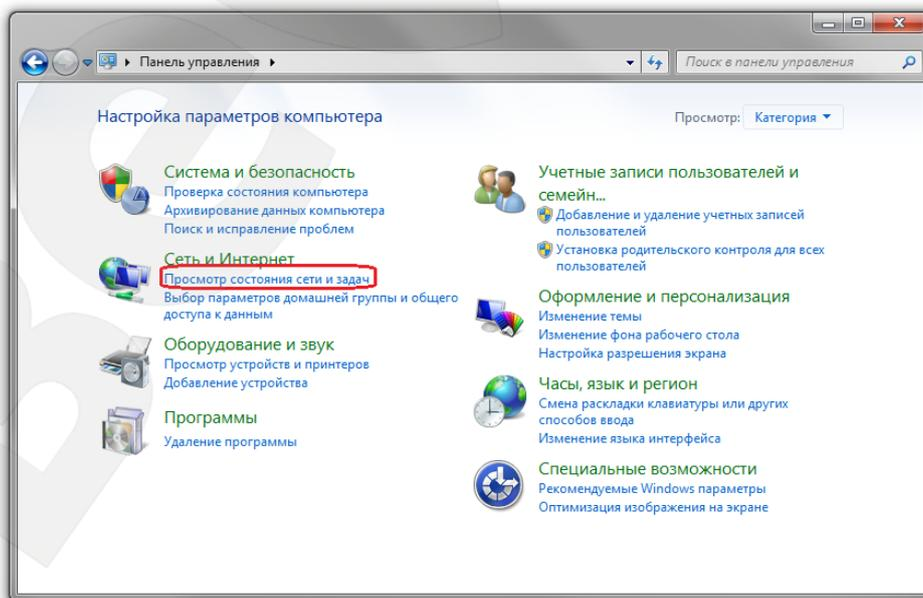 Панель управления
Поиск в панели управления
Настройка параметров компьютера
Просмотр: Категория
Система и безопасность
Проверка состояния компьютера
Архивирование данных компьютера
Поиск и исправление проблем
Сеть и Интернет
Просмотр состояния сети и задач
Выбор параметров домашней группы и общего
доступа к данным
Оборудование и звук
Просмотр устройств и принтеров
Добавление устройства
Программы
Удаление программы
Учетные записи пользователей и
семейн...
Добавление и удаление учетных записей
пользователей
Установка родительского контроля для всех
пользователей
Оформление и персонализация
Изменение темы
Изменение фона рабочего стола
Настройка разрешения экрана
Часы, язык и регион
Смена раскладки клавиатуры или других
способов ввода
Изменение языка интерфейса
Специальные возможности
Рекомендуемые Windows параметры
Оптимизация изображения на экране